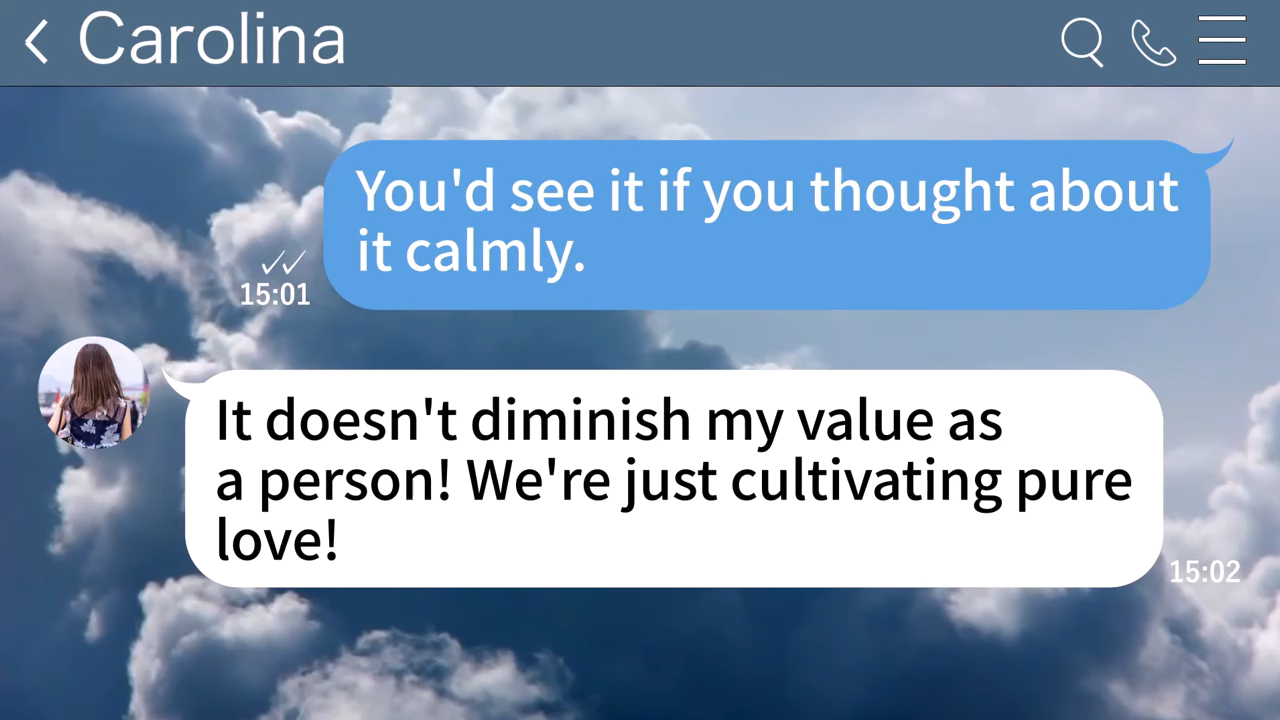 Carolina
You'd see it if you thought about
it calmly.
15:01
It doesn't diminish my value as
a person! We're just cultivating pure
love!
15:02